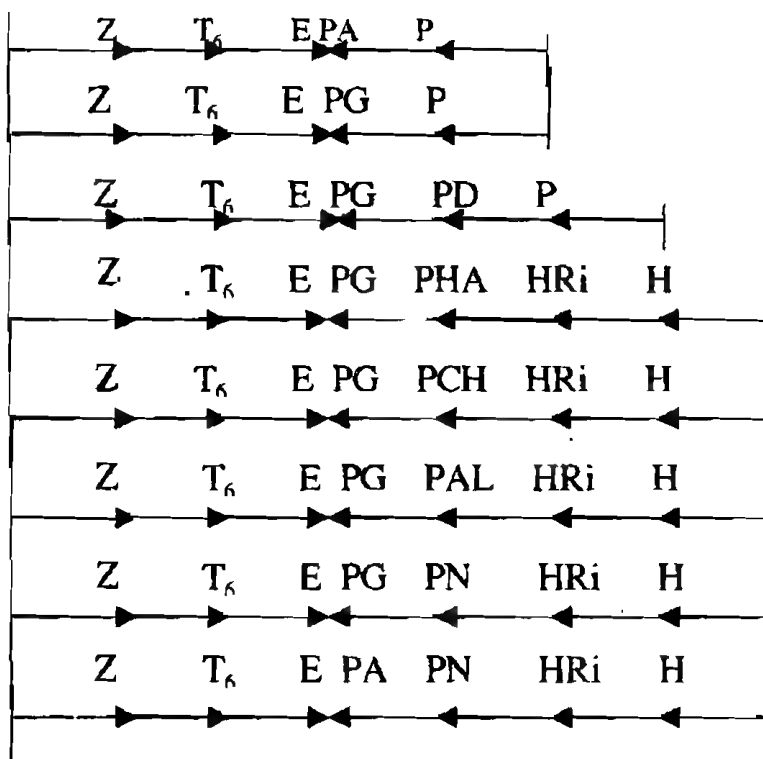 Z T₆ E PA P
Z T₆ E PG P
Z T₆ E PG PD P
Z T₆ E PG PHA HRi H
Z T₆ E PG PCH HRi H
Z T₆ E PG PAL HRi H
Z T₆ E PG PN HRi H
Z T₆ E PA PN HRi H